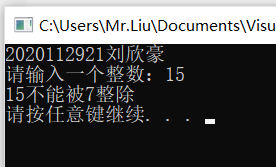 C:\Users\Mr.Liu\Documents\Visu
2020112921刘欣豪
请输入一个整数：15
15不能被7整除
请按任意键继续. . .